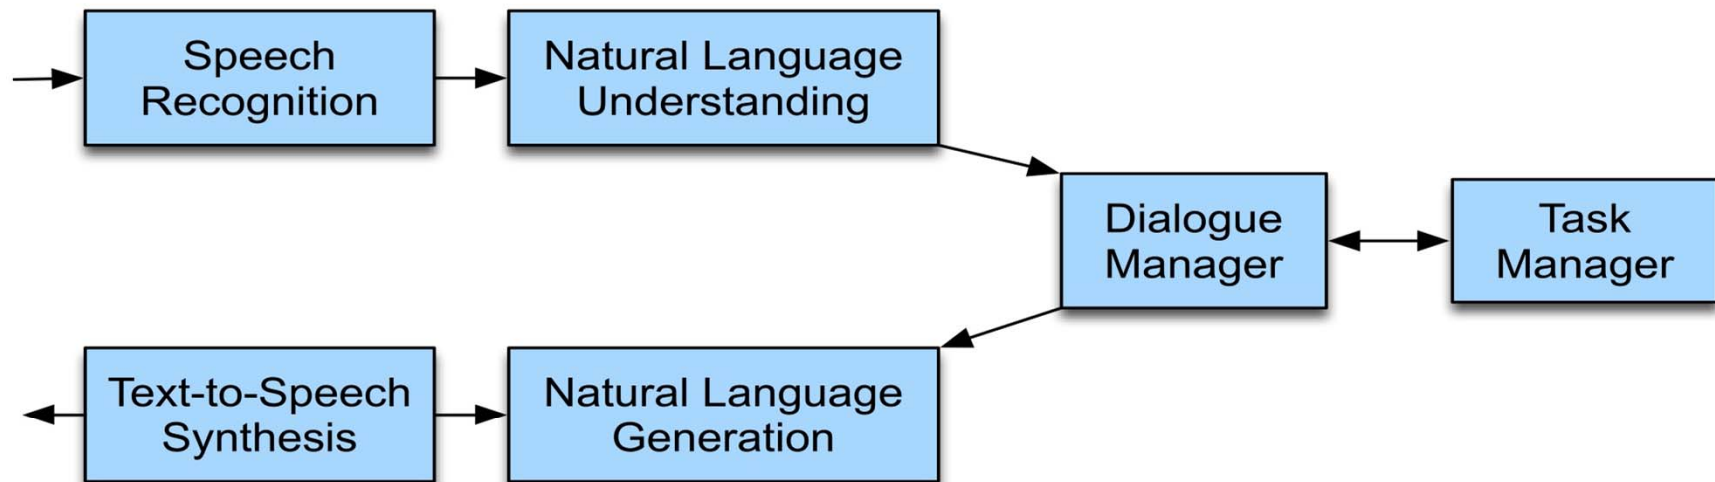 Speech
Recognition
Natural Language
Understanding
Dialogue
Manager
Task
Manager
Text-to-Speech
Synthesis
Natural Language
Generation